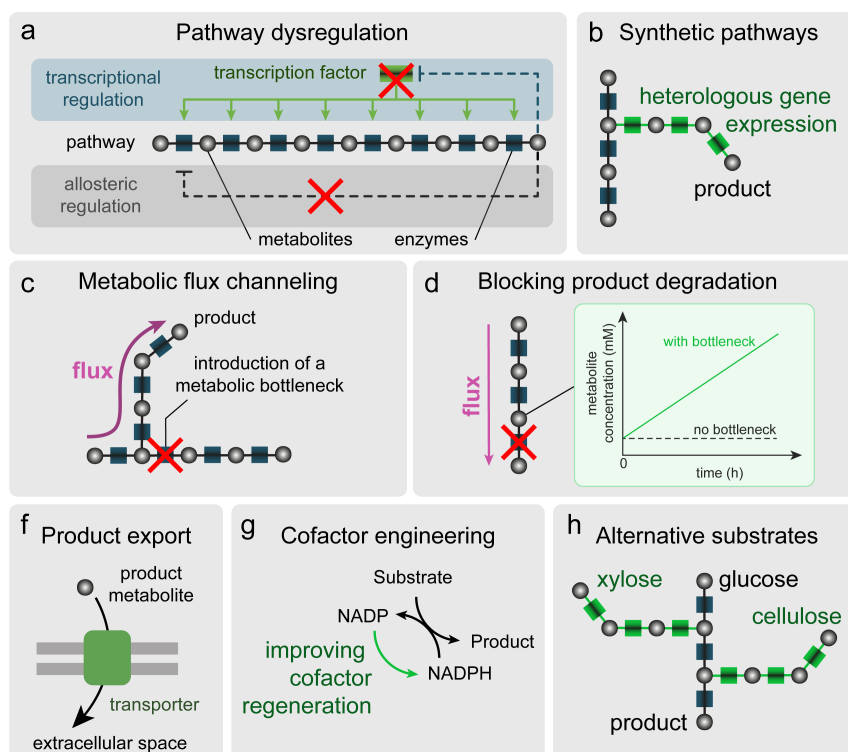 a
Pathway dysregulation
transcriptional
regulation
transcription factor
pathway
allosteric
regulation
metabolites
enzymes
b
Synthetic pathways
heterologous gene
expression
product
c
Metabolic flux channeling
product
flux
introduction of a
metabolic bottleneck
d
Blocking product degradation
flux
metabolite
concentration (mM)
with bottleneck
no bottleneck
0
time (h)
f
Product export
product
metabolite
transporter
extracellular space
g
Cofactor engineering
Substrate
NADP
Product
improving
cofactor
regeneration
NADPH
h
Alternative substrates
xylose
glucose
cellulose
product